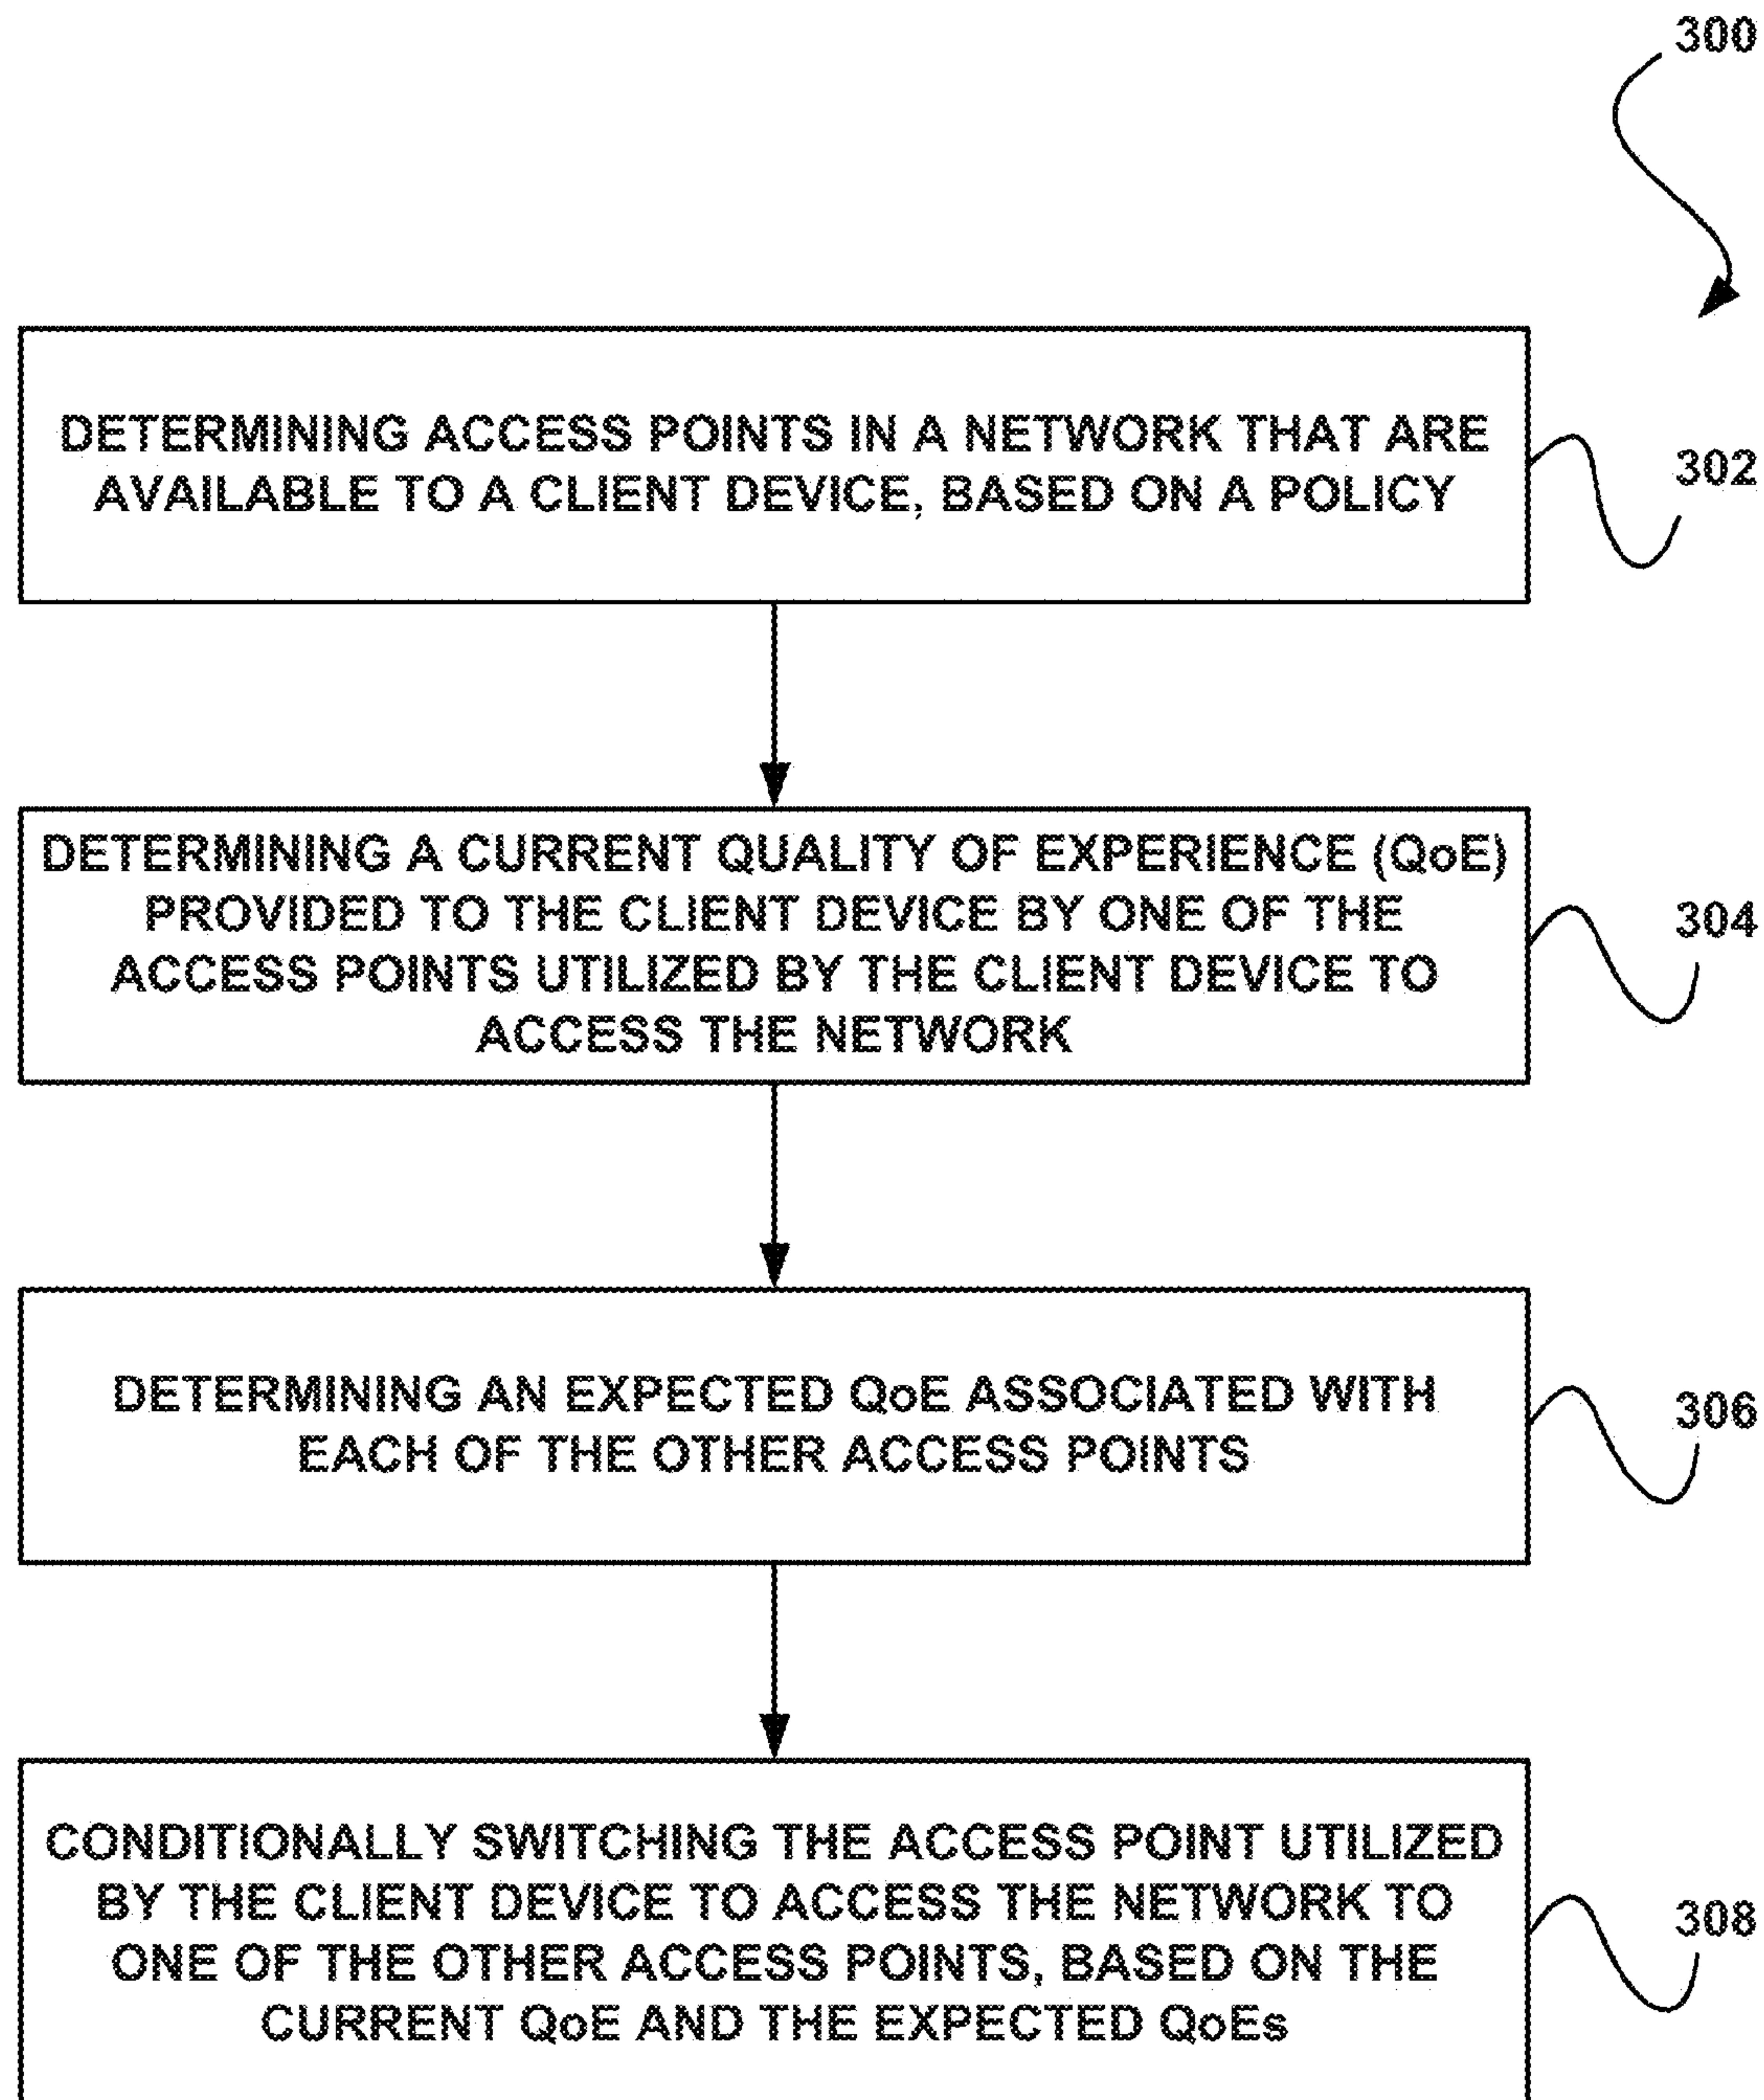 300
DETERMINING ACCESS POINTS IN A NETWORK THAT ARE
AVAILABLE TO A CLIENT DEVICE, BASED ON A POLICY
302
DETERMINING A CURRENT QUALITY OF EXPERIENCE (QoE)
PROVIDED TO THE CLIENT DEVICE BY ONE OF THE
ACCESS POINTS UTILIZED BY THE CLIENT DEVICE TO
ACCESS THE NETWORK
304
DETERMINING AN EXPECTED QoE ASSOCIATED WITH
EACH OF THE OTHER ACCESS POINTS
306
CONDITIONALLY SWITCHING THE ACCESS POINT UTILIZED
BY THE CLIENT DEVICE TO ACCESS THE NETWORK TO
ONE OF THE OTHER ACCESS POINTS, BASED ON THE
CURRENT QoE AND THE EXPECTED QoEs
308